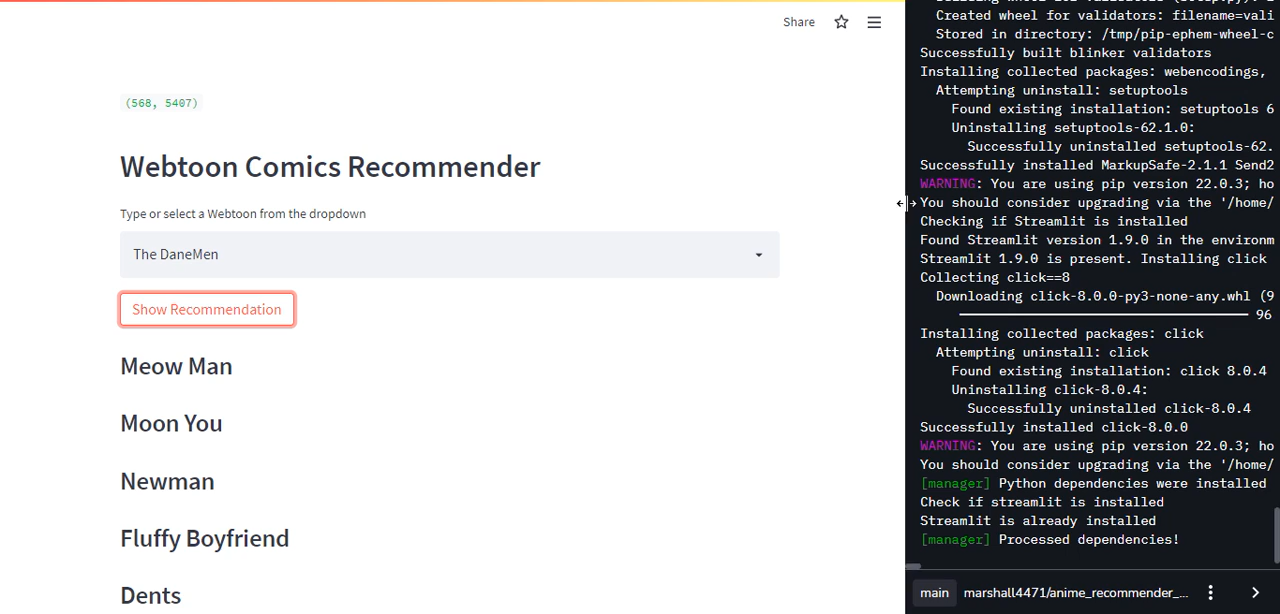 Share
(568, 5407)
Webtoon Comics Recommender
Type or select a Webtoon from the dropdown
The DaneMen
Show Recommendation
Meow Man
Moon You
Newman
Fluffy Boyfriend
Dents
Created wheel for validators: filename=vali
Stored in directory: /tmp/pip-ephem-wheel-c
Successfully built blinker validators
Installing collected packages: webencodings,
Attempting uninstall: setuptools
Found existing installation: setuptools 6
Uninstalling setuptools-62.1.0:
Successfully uninstalled setuptools-62.
Successfully installed MarkupSafe-2.1.1 Send2
WARNING: You are using pip version 22.0.3; ho
You should consider upgrading via the '/home/
Checking if Streamlit is installed
Found Streamlit version 1.9.0 in the environm
Streamlit 1.9.0 is present. Installing click
Collecting click==8
Downloading click-8.0.0-py3-none-any.whl (9
96
Installing collected packages: click
Attempting uninstall: click
Found existing installation: click 8.0.4
Uninstalling click-8.0.4:
Successfully uninstalled click-8.0.4
Successfully installed click-8.0.0
WARNING: You are using pip version 22.0.3; ho
You should consider upgrading via the '/home/
[manager] Python dependencies were installed
Check if streamlit is installed
Streamlit is already installed
[manager] Processed dependencies!
main marshall4471/anime_recommender_...